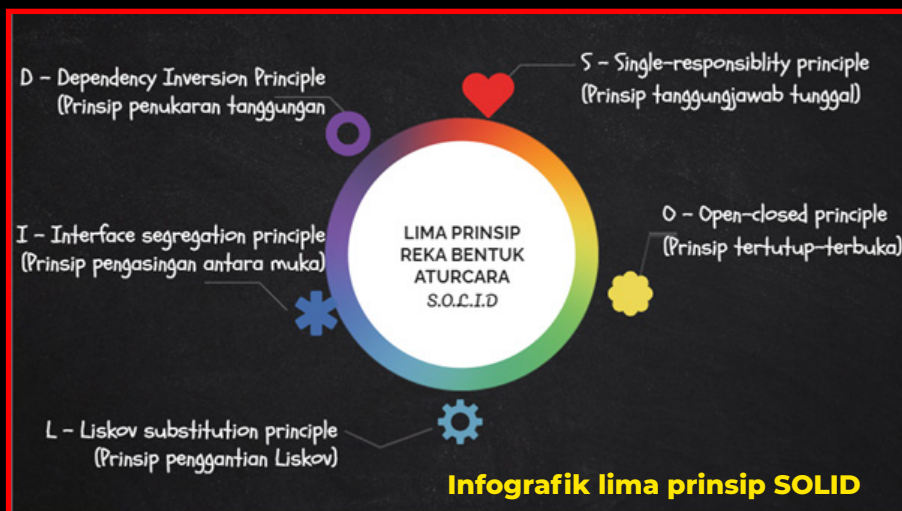 S – Single-responsiblity principle
(Prinsip tanggungjawab tunggal)
O – Open-closed principle
(Prinsip tertutup-terbuka)
L – Liskov substitution principle
(Prinsip penggantian Liskov)
I – Interface segregation principle
(Prinsip pengasingan antara muka)
D – Dependency Inversion Principle
(Prinsip penukaran tanggungan
LIMA PRINSIP
REKA BENTUK
ATURCARA
S.O.L.I.D
Infografik lima prinsip SOLID